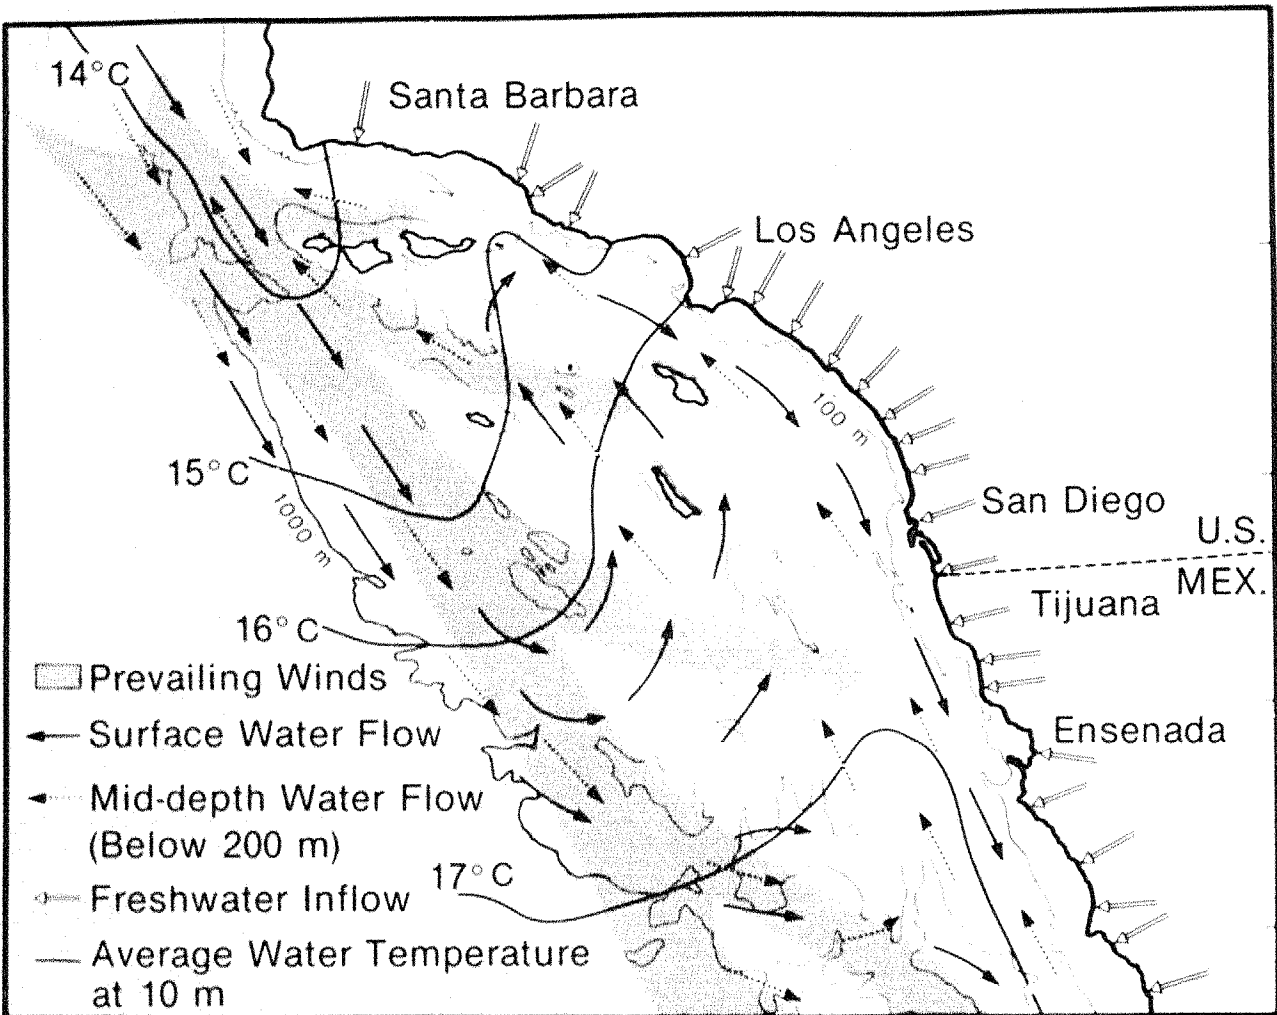 14°C
Santa Barbara
Los Angeles
100 m
15°C
1000 m
San Diego
U.S.
MEX.
Tijuana
16°C
Prevailing Winds
Surface Water Flow
Ensenada
Mid-depth Water Flow
(Below 200 m)
17°C
Freshwater Inflow
Average Water Temperature
at 10 m